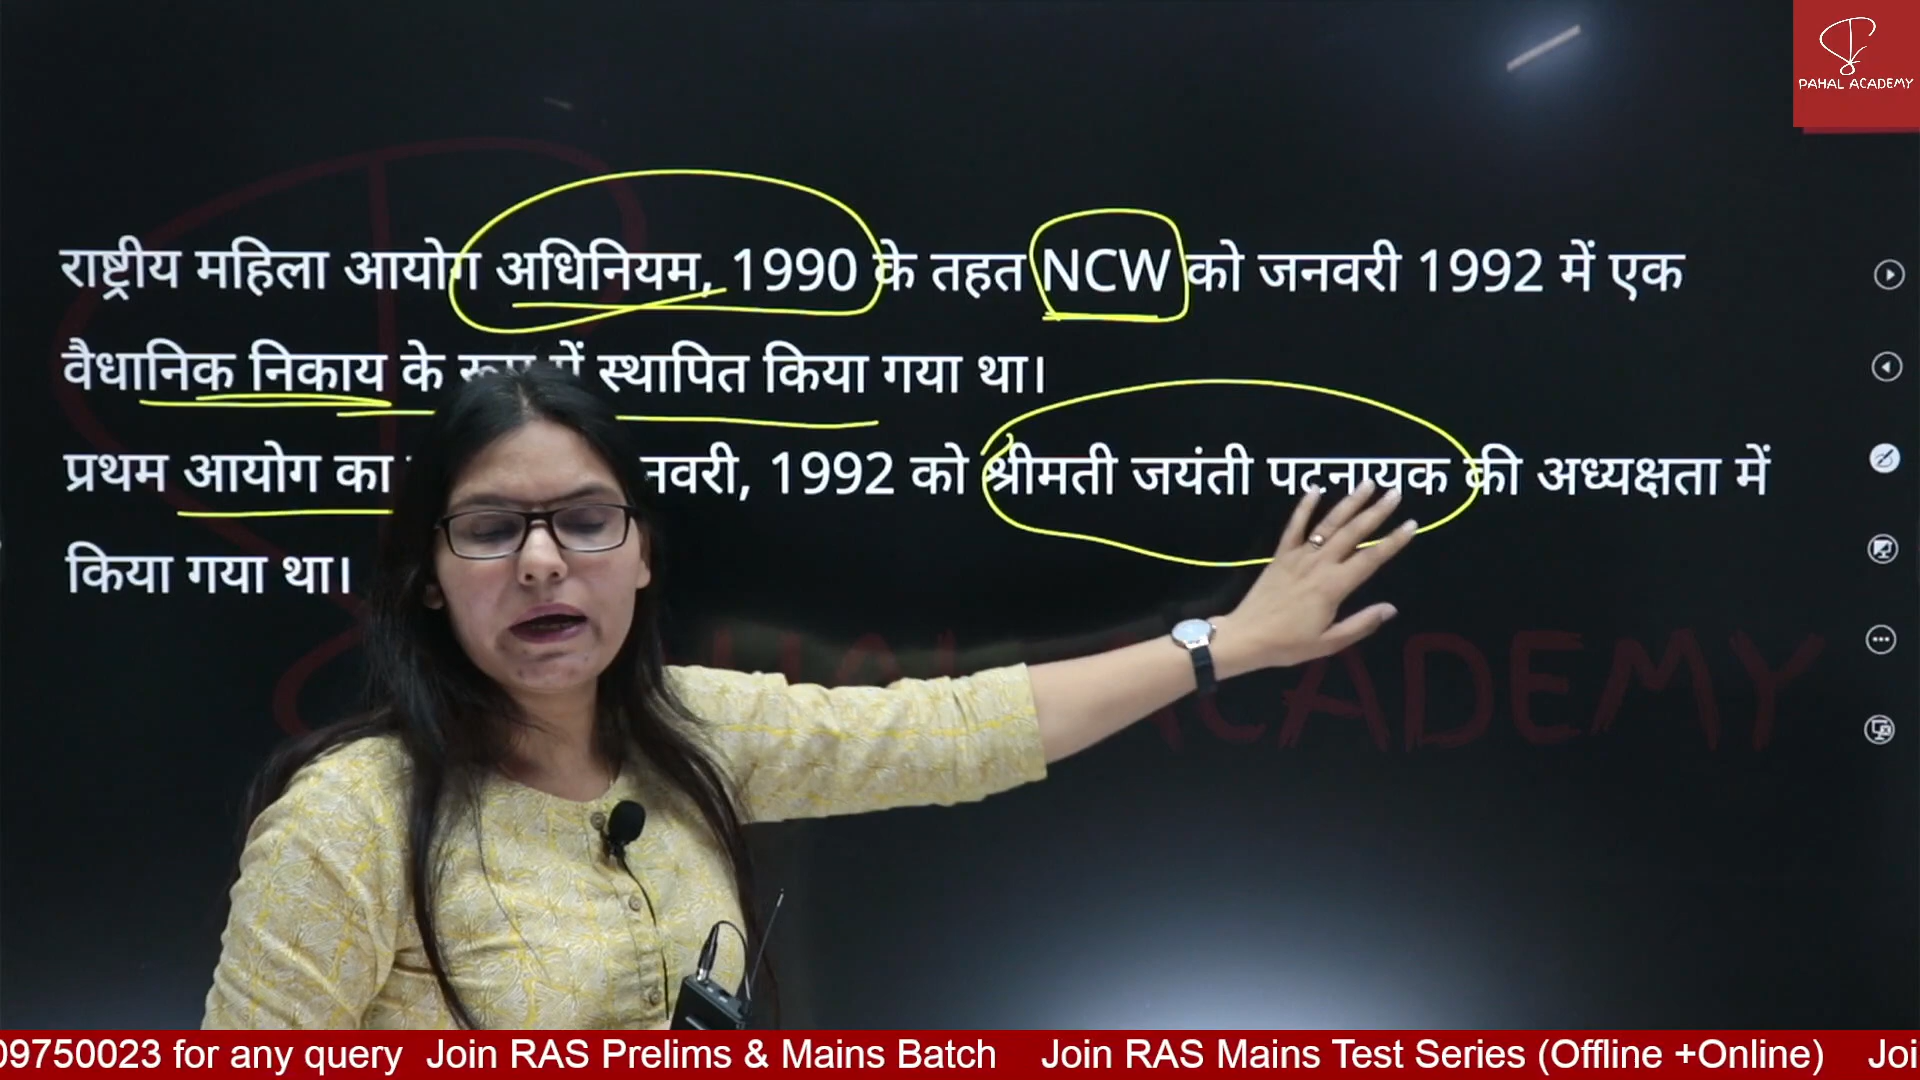 PAHAL ACADEMY
राष्ट्रीय महिला आयोग अधिनियम, 1990 के तहत NCW को जनवरी 1992 में एक
वैधानिक निकाय के रूप में स्थापित किया गया था।
प्रथम आयोग का नवरी, 1992 को श्रीमती जयंती पटनायक की अध्यक्षता में
किया गया था।
ACADEMY
09750023 for any query Join RAS Prelims & Mains Batch Join RAS Mains Test Series (Offline +Online) Joi